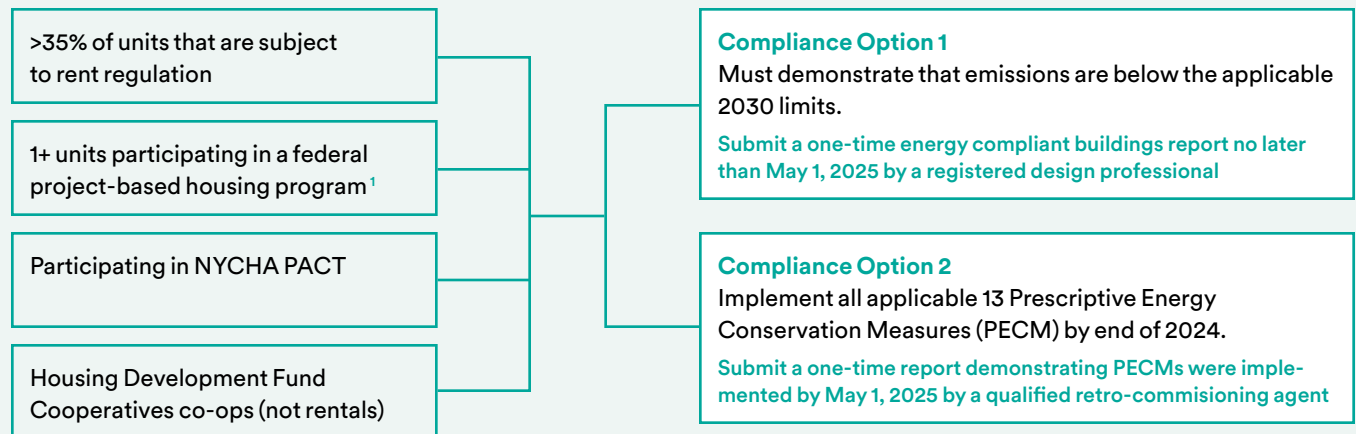 >35% of units that are subject
to rent regulation
1+ units participating in a federal
project-based housing program 1
Participating in NYCHA PACT
Housing Development Fund
Cooperatives co-ops (not rentals)
Compliance Option 1
Must demonstrate that emissions are below the applicable
2030 limits.
Submit a one-time energy compliant buildings report no later
than May 1, 2025 by a registered design professional
Compliance Option 2
Implement all applicable 13 Prescriptive Energy
Conservation Measures (PECM) by end of 2024.
Submit a one-time report demonstrating PECMs were imple-
mented by May 1, 2025 by a qualified retro-commisioning agent